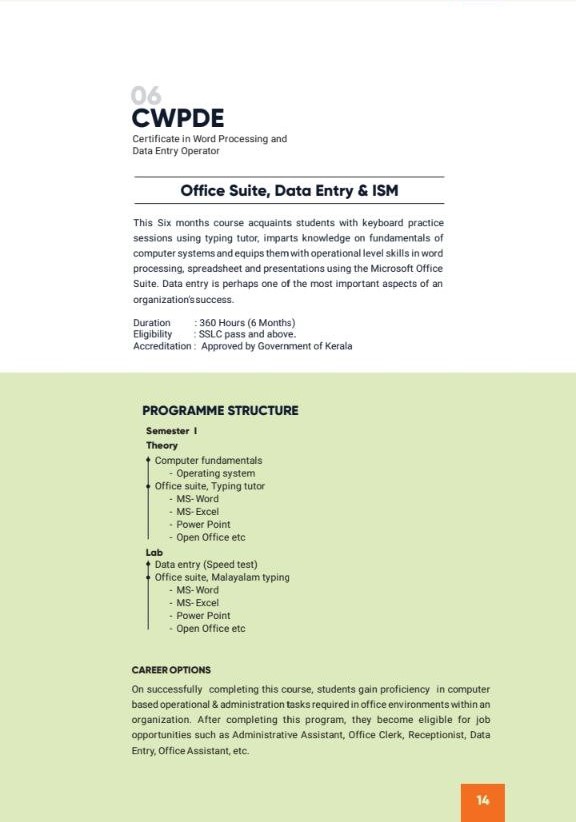 06
CWPDE
Certificate in Word Processing and
Data Entry Operator
Office Suite, Data Entry & ISM
This Six months course acquaints students with keyboard practice
sessions using typing tutor, imparts knowledge on fundamentals of
computer systems and equips them with operational level skills in word
processing, spreadsheet and presentations using the Microsoft Office
Suite. Data entry is perhaps one of the most important aspects of an
organization's success.
Duration : 360 Hours (6 Months)
Eligibility : SSLC pass and above.
Accreditation : Approved by Government of Kerala
PROGRAMME STRUCTURE
Semester I
Theory
Computer fundamentals
- Operating system
Office suite, Typing tutor
- MS- Word
- MS- Excel
- Power Point
- Open Office etc
Lab
Data entry (Speed test)
Office suite, Malayalam typing
- MS- Word
- MS- Excel
- Power Point
- Open Office etc
CAREER OPTIONS
On successfully completing this course, students gain proficiency in computer
based operational & administration tasks required in office environments within an
organization. After completing this program, they become eligible for job
opportunities such as Administrative Assistant, Office Clerk, Receptionist, Data
Entry, Office Assistant, etc.
14